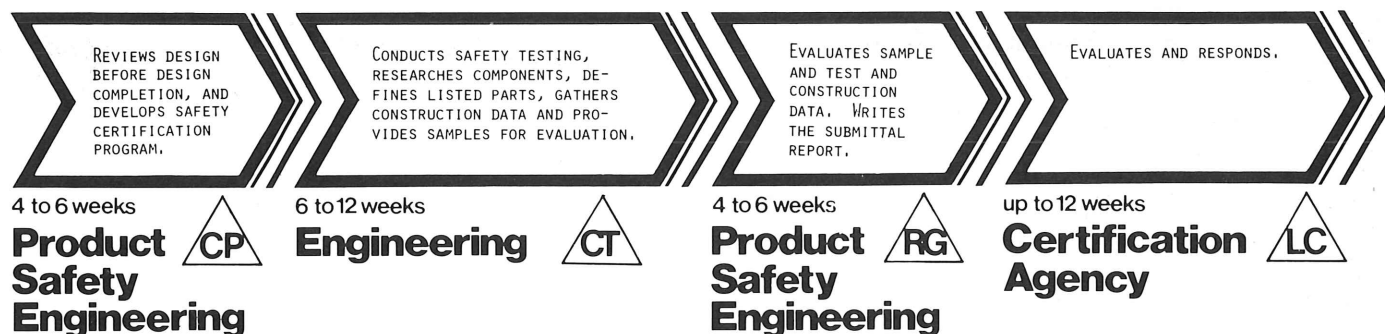 REVIEWS DESIGN
BEFORE DESIGN
COMPLETION, AND
DEVELOPS SAFETY
CERTIFICATION
PROGRAM.
4 to 6 weeks
Product
Safety
Engineering
CP
CONDUCTS SAFETY TESTING,
RESEARCHES COMPONENTS, DE-
FINES LISTED PARTS, GATHERS
CONSTRUCTION DATA AND PRO-
VIDES SAMPLES FOR EVALUATION.
6 to 12 weeks
Engineering
CT
EVALUATES SAMPLE
AND TEST AND
CONSTRUCTION
DATA. WRITES
THE SUBMITTAL
REPORT.
4 to 6 weeks
Product
Safety
Engineering
RG
EVALUATES AND RESPONDS.
up to 12 weeks
Certification
Agency
LC